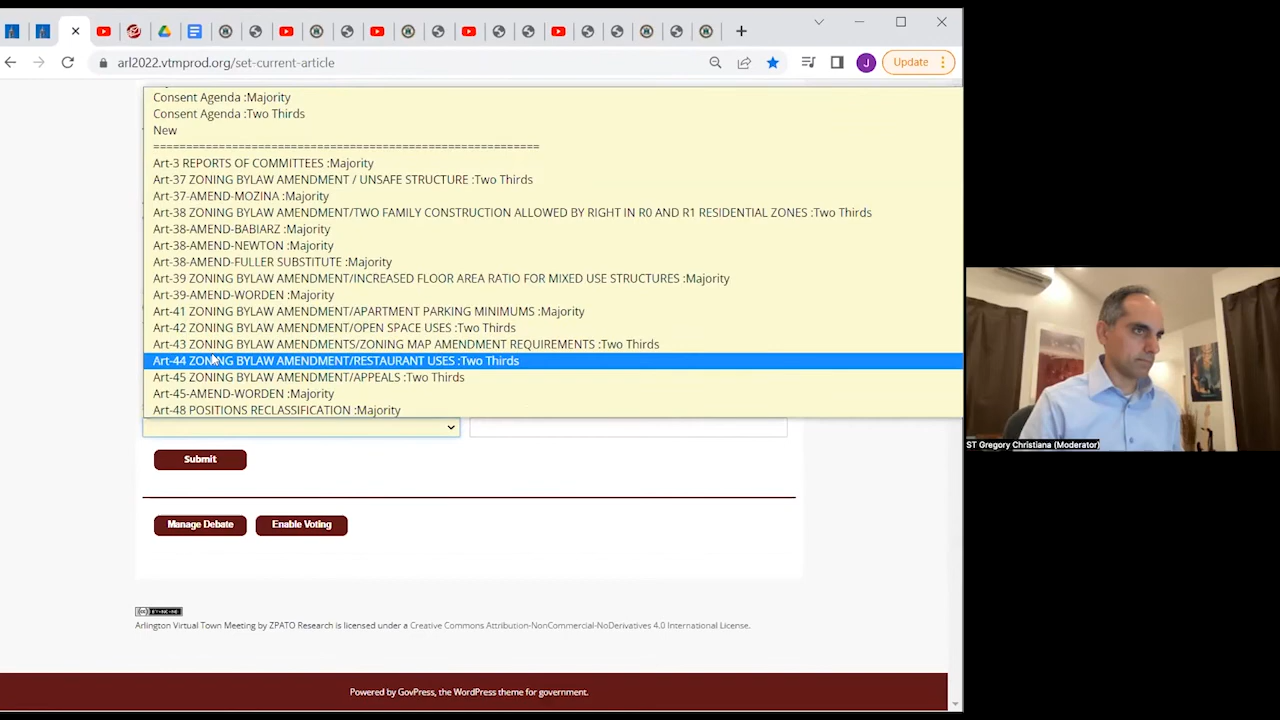 arl2022.vtmprod.org/set-current-article
J
Update
Consent Agenda :Majority
Consent Agenda :Two Thirds
New
===========================================================
Art-3 REPORTS OF COMMITTEES :Majority
Art-37 ZONING BYLAW AMENDMENT / UNSAFE STRUCTURE :Two Thirds
Art-37-AMEND-MOZINA :Majority
Art-38 ZONING BYLAW AMENDMENT/TWO FAMILY CONSTRUCTION ALLOWED BY RIGHT IN R0 AND R1 RESIDENTIAL ZONES :Two Thirds
Art-38-AMEND-BABIARZ :Majority
Art-38-AMEND-NEWTON :Majority
Art-38-AMEND-FULLER SUBSTITUTE :Majority
Art-39 ZONING BYLAW AMENDMENT/INCREASED FLOOR AREA RATIO FOR MIXED USE STRUCTURES :Majority
Art-39-AMEND-WORDEN :Majority
Art-41 ZONING BYLAW AMENDMENT/APARTMENT PARKING MINIMUMS :Majority
Art-42 ZONING BYLAW AMENDMENT/OPEN SPACE USES :Two Thirds
Art-43 ZONING BYLAW AMENDMENTS/ZONING MAP AMENDMENT REQUIREMENTS :Two Thirds
Art-44 ZONING BYLAW AMENDMENT/RESTAURANT USES :Two Thirds
Art-45 ZONING BYLAW AMENDMENT/APPEALS :Two Thirds
Art-45-AMEND-WORDEN :Majority
Art-48 POSITIONS RECLASSIFICATION :Majority
Submit
Manage Debate Enable Voting
Arlington Virtual Town Meeting by ZPATO Research is licensed under a Creative Commons Attribution-NonCommercial-NoDerivatives 4.0 International License.
Powered by GovPress, the WordPress theme for government.
ST Gregory Christiana (Moderator)